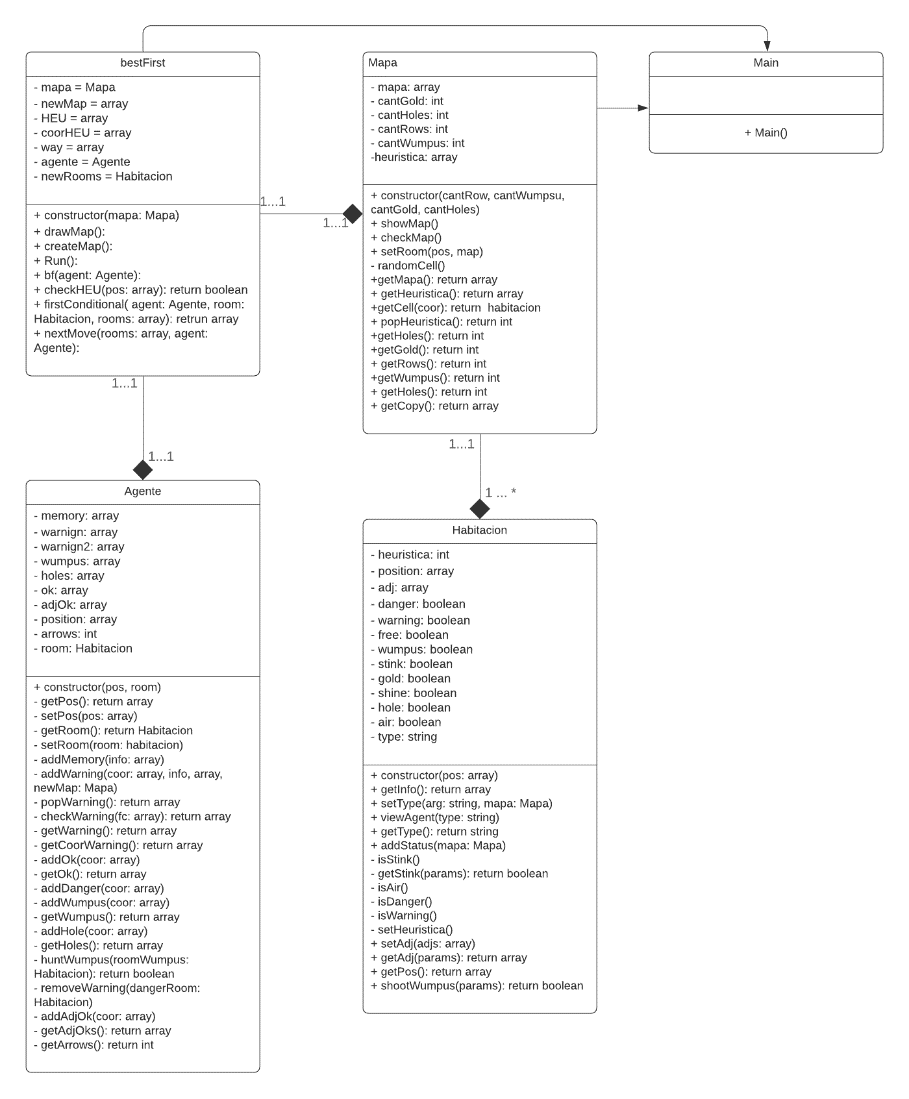 bestFirst
- mapa = Mapa
- newMap = array
- HEU = array
- coorHEU = array
- way = array
- agente = Agente
- newRooms = Habitacion
+ constructor(mapa: Mapa)
+ drawMap():
+ createMap():
+ Run():
+ bf(agent: Agente):
+ checkHEU(pos: array): return boolean
+ firstConditional( agent: Agente, room:
Habitacion, rooms: array): retrun array
+ nextMove(rooms: array, agent:
Agente):
Mapa
- mapa: array
- cantGold: int
- cantHoles: int
- cantRows: int
- cantWumpus: int
-heuristica: array
+ constructor(cantRow, cantWumpsu,
cantGold, cantHoles)
+ showMap()
+ checkMap()
+ setRoom(pos, map)
- randomCell()
+getMapa(): return array
+ getHeuristica(): return array
+getCell(coor): return  habitacion
+ popHeuristica(): return int
+getHoles(): return int
+getGold(): return int
+ getRows(): return int
+getWumpus(): return int
+ getHoles(): return int
+ getCopy(): return array
Main
+ Main()
1...1
1...1
1...1
1...1
1...1
1 ... *
Agente
- memory: array
- warnign: array
- warnign2: array
- wumpus: array
- holes: array
- ok: array
- adjOk: array
- position: array
- arrows: int
- room: Habitacion
+ constructor(pos, room)
- getPos(): return array
- setPos(pos: array)
- getRoom(): return Habitacion
- setRoom(room: habitacion)
- addMemory(info: array)
- addWarning(coor: array, info, array,
newMap: Mapa)
- popWarning(): return array
- checkWarning(fc: array): return array
- getWarning(): return array
- getCoorWarning(): return array
- addOk(coor: array)
- getOk(): return array
- addDanger(coor: array)
- addWumpus(coor: array)
- getWumpus(): return array
- addHole(coor: array)
- getHoles(): return array
- huntWumpus(roomWumpus:
Habitacion): return boolean
- removeWarning(dangerRoom:
Habitacion)
- addAdjOk(coor: array)
- getAdjOks(): return array
- getArrows(): return int
Habitacion
- heuristica: int
- position: array
- adj: array
- danger: boolean
- warning: boolean
- free: boolean
- wumpus: boolean
- stink: boolean
- gold: boolean
- shine: boolean
- hole: boolean
- air: boolean
- type: string
+ constructor(pos: array)
+ getInfo(): return array
+ setType(arg: string, mapa: Mapa)
+ viewAgent(type: string)
+ getType(): return string
+ addStatus(mapa: Mapa)
- isStink()
- getStink(params): return boolean
- isAir()
- isDanger()
- isWarning()
- setHeuristica()
+ setAdj(adjs: array)
+ getAdj(params): return array
+ getPos(): return array
+ shootWumpus(params): return boolean